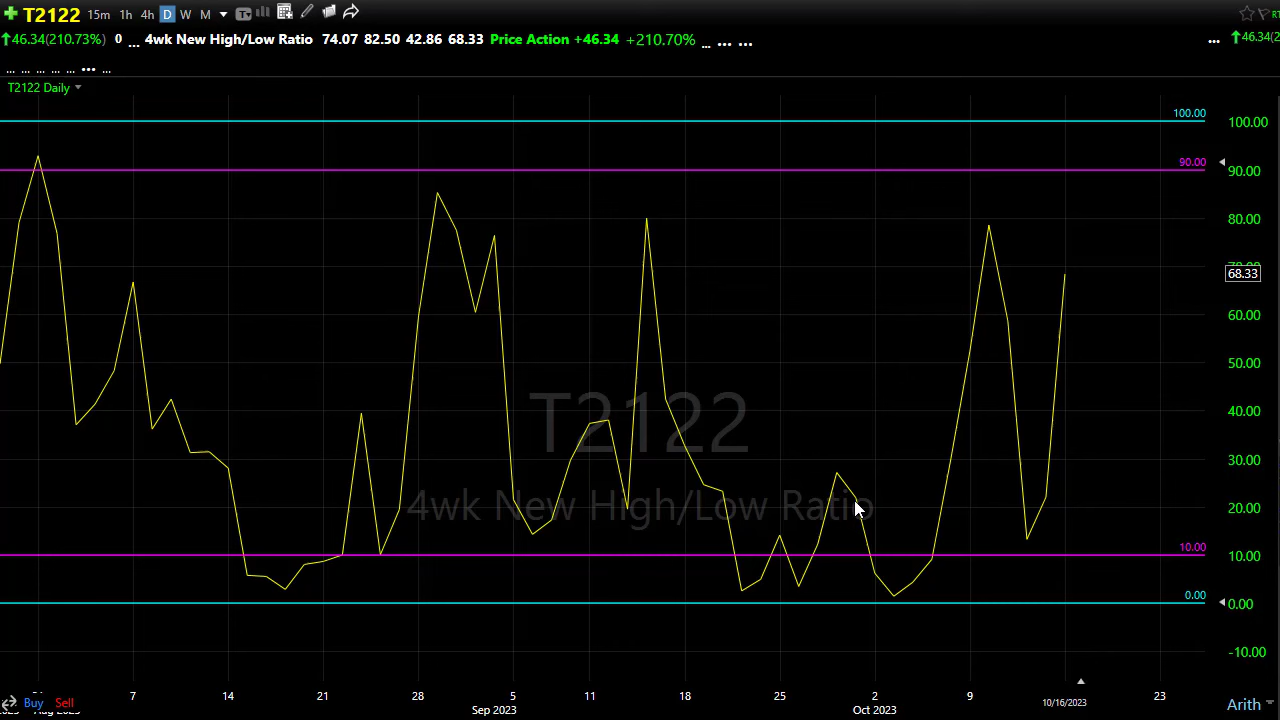 T2122 15m 1h 4h D W M T
RT
46.34(210.73%) 0 ... 4wk New High/Low Ratio 74.07 82.50 42.86 68.33 Price Action +46.34 +210.70% ... ... ... ... 46.34(2
... ... ... ... ... ... ...
T2122 Daily
100.00 100.00
90.00 90.00
80.00
68.33
60.00
50.00
T2122
40.00
30.00
4wk New High/Low Ratio
20.00
10.00 10.00
0.00 0.00
-10.00
7 14 21 28 5 11 18 25 2 9 10/16/2023 23
Buy Sell Sep 2023 Oct 2023 Arith